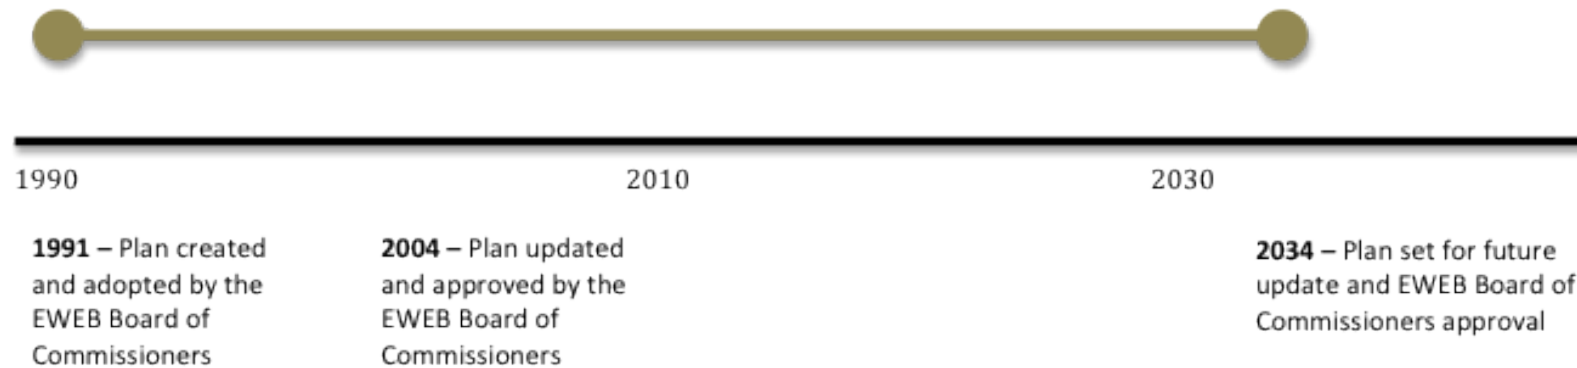 1990
2010
2030
1991 – Plan created
and adopted by the
EWEB Board of
Commissioners
2004 – Plan updated
and approved by the
EWEB Board of
Commissioners
2034 – Plan set for future
update and EWEB Board of
Commissioners approval